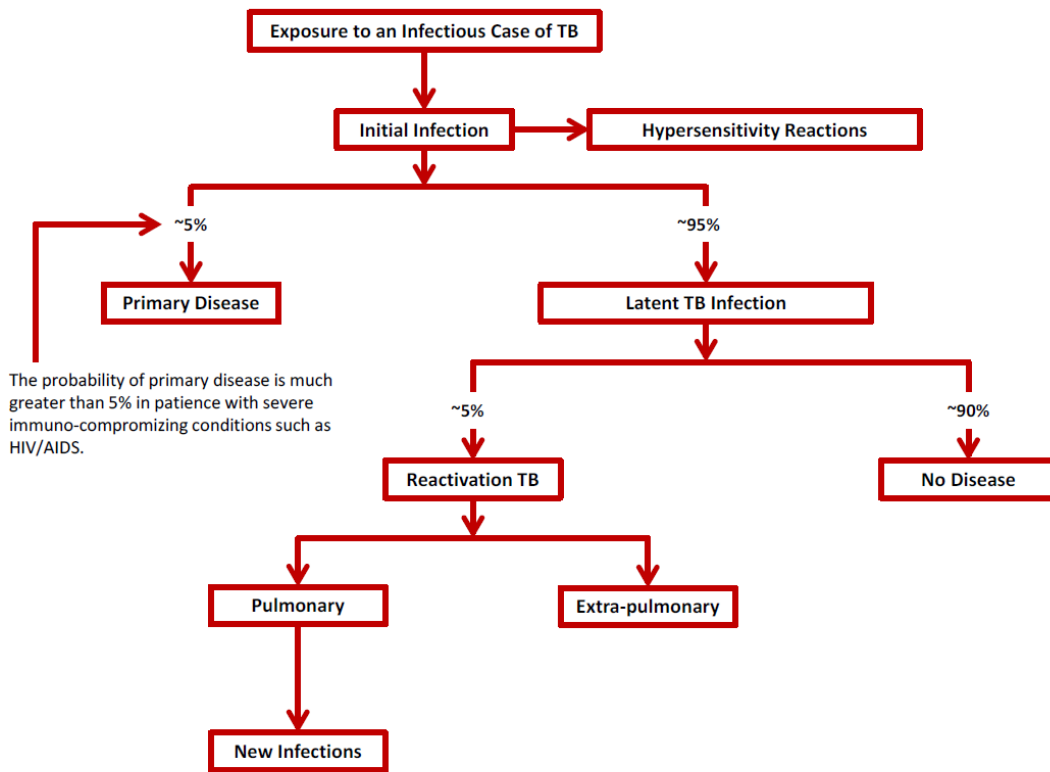 Exposure to an Infectious Case of TB
Initial Infection
Hypersensitivity Reactions
~5%
~95%
Primary Disease
Latent TB Infection
The probability of primary disease is much
greater than 5% in patience with severe
immuno-compromizing conditions such as
HIV/AIDS.
~5%
~90%
Reactivation TB
No Disease
Pulmonary
Extra-pulmonary
New Infections